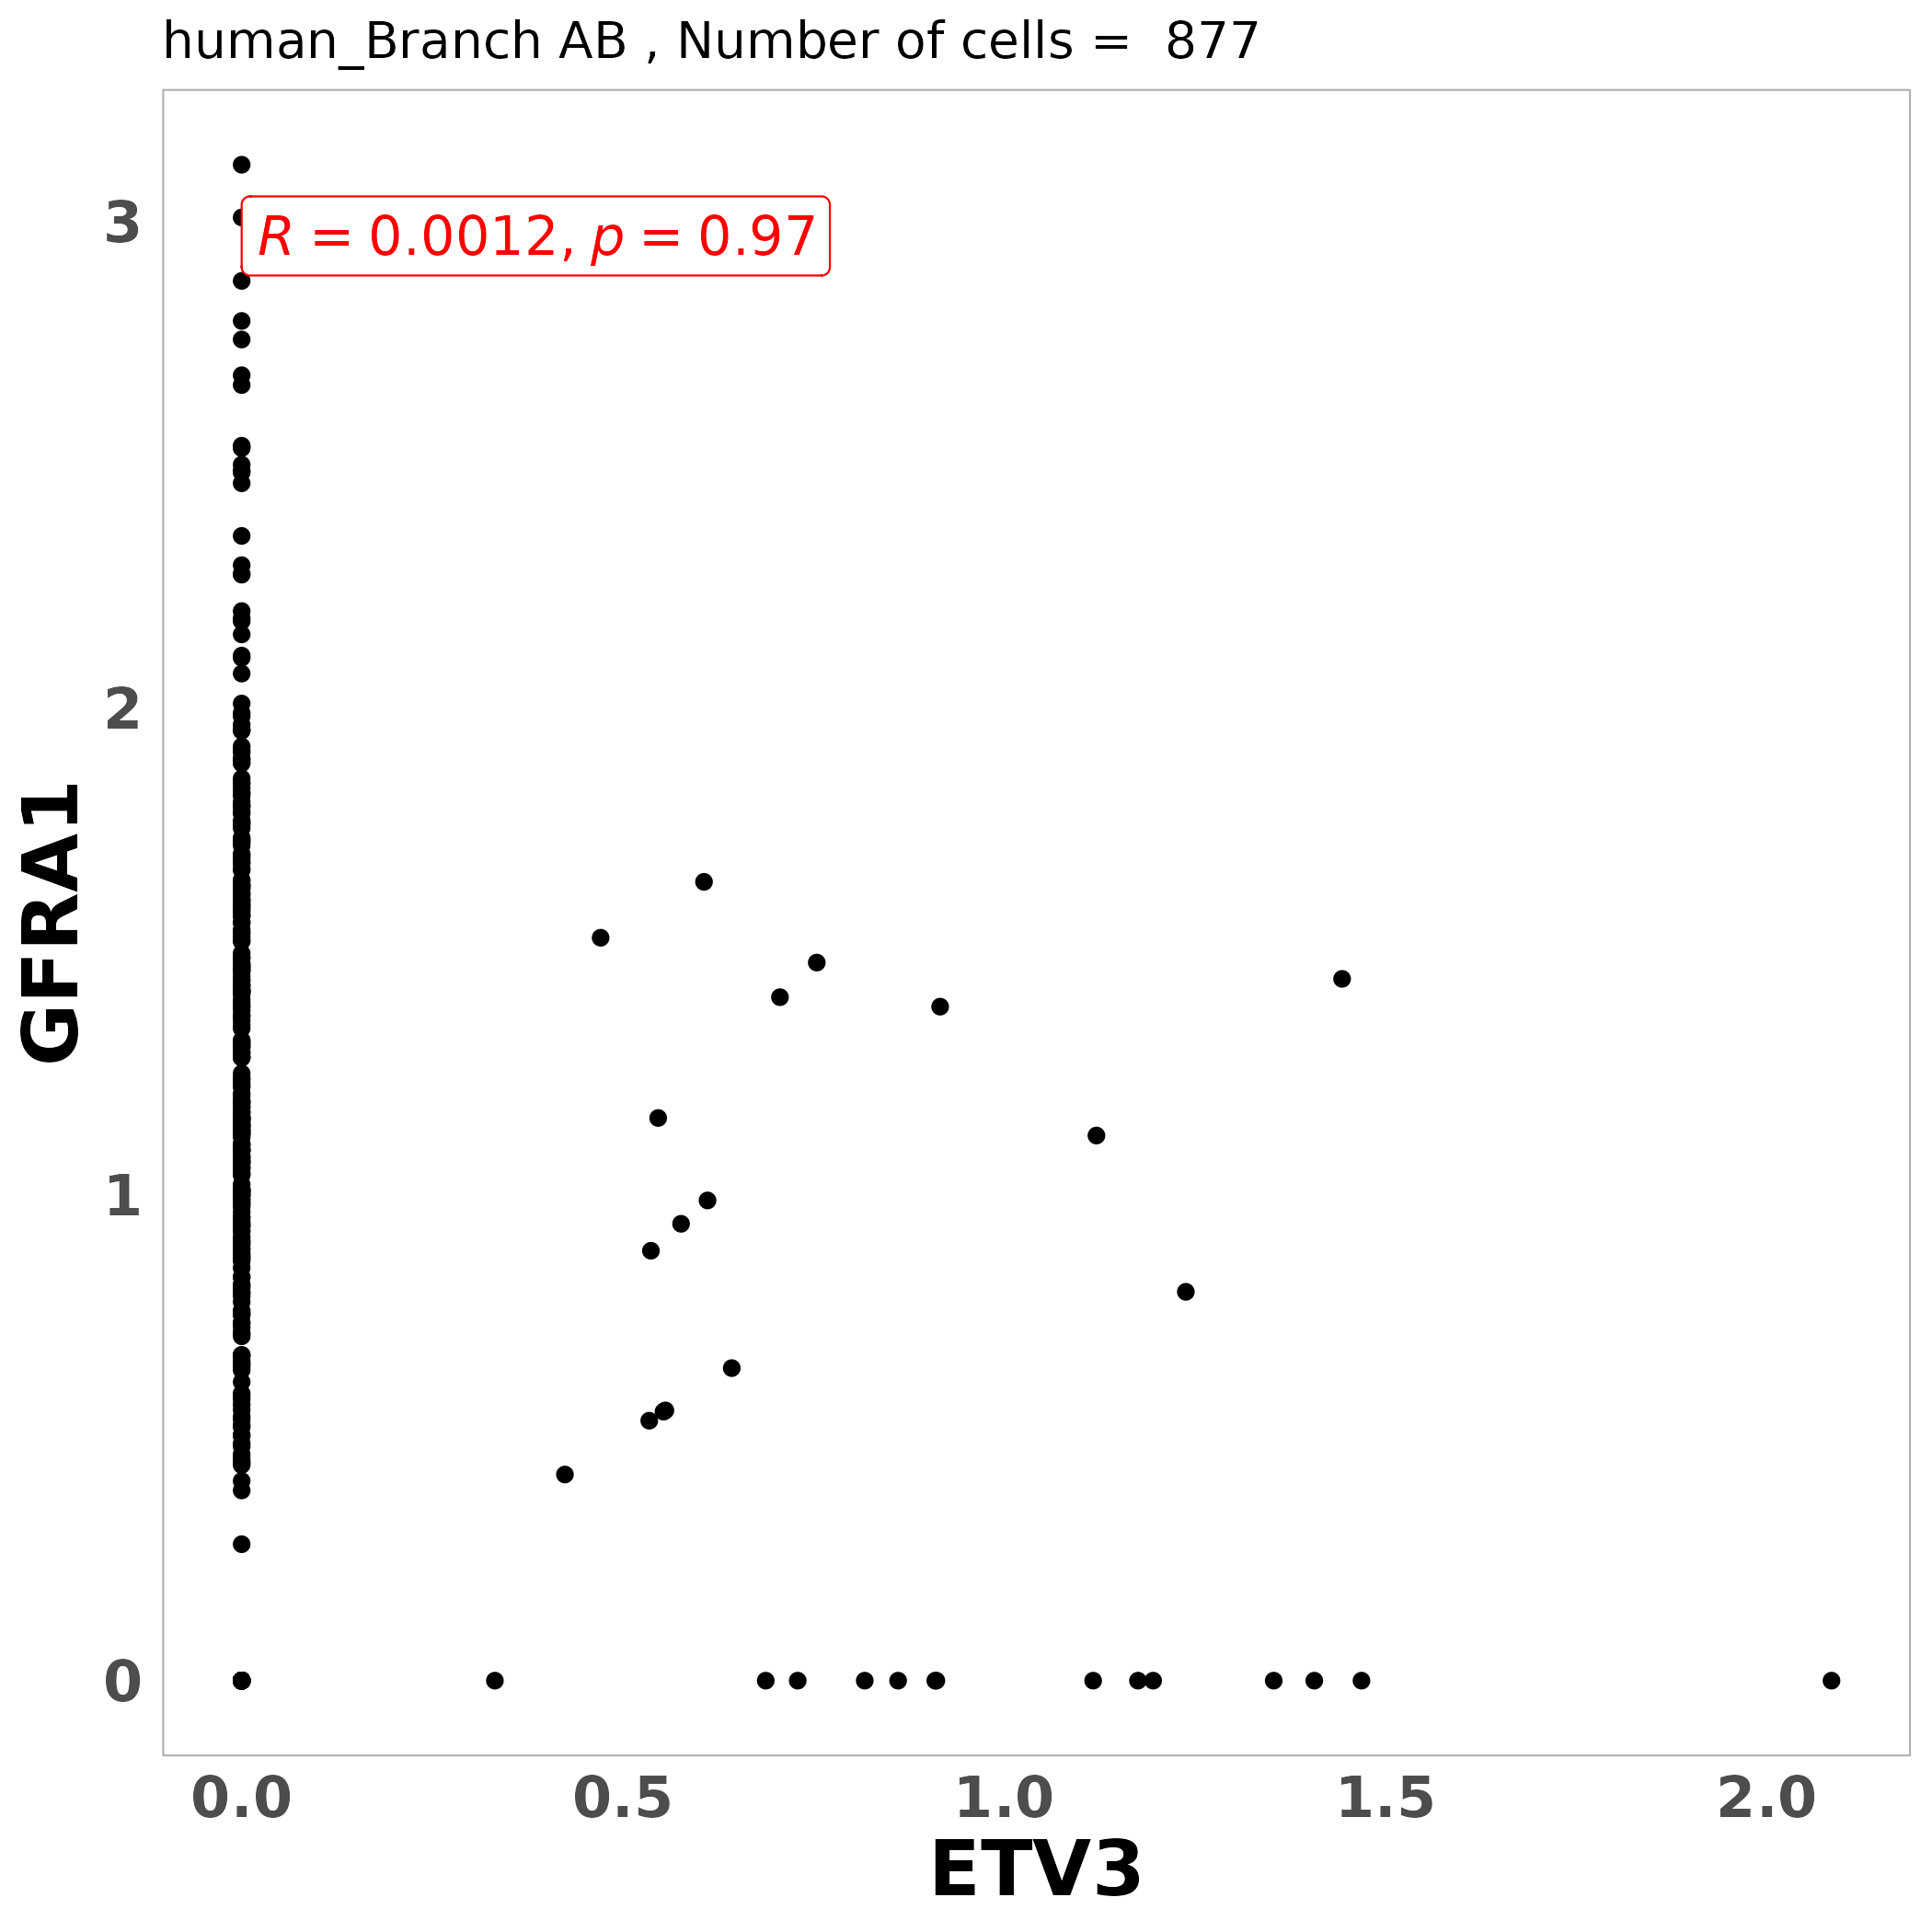 human_Branch AB , Number of cells =  877
R = 0.0012, p = 0.97
3
2
1
0
GFRA1
0.0 0.5 1.0 1.5 2.0
ETV3